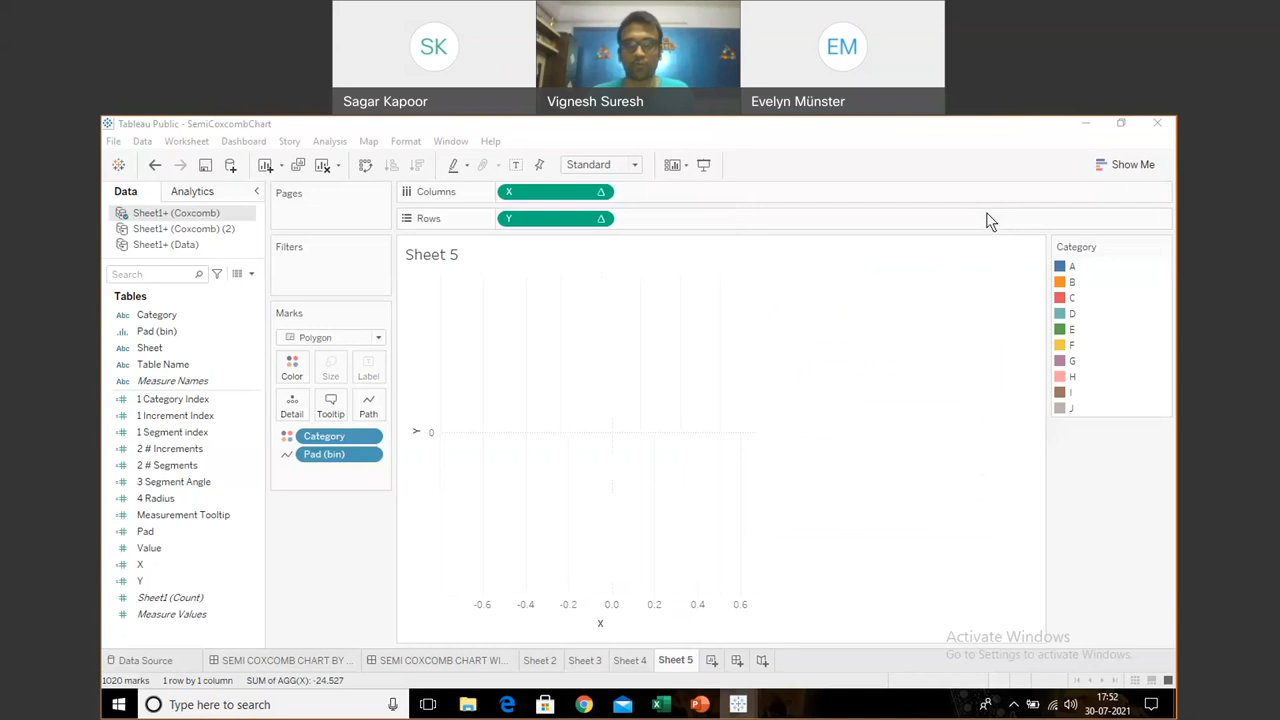 SK
EM
Sagar Kapoor
Vignesh Suresh
Evelyn Münster
Tableau Public - SemiCoxcombChart
File Data Worksheet Dashboard Story Analysis Map Format Window Help
Standard
Show Me
Data Analytics
Sheet1+ (Coxcomb)
Sheet1+ (Coxcomb) (2)
Sheet1+ (Data)
Search
Tables
Abc Category
Pad (bin)
Abc Sheet
Abc Table Name
Abc Measure Names
1 Category Index
1 Increment Index
1 Segment index
2 # Increments
2 # Segments
3 Segment Angle
4 Radius
Measurement Tooltip
Pad
Value
X
Y
Sheet1 (Count)
Measure Values
Pages
Filters
Marks
Polygon
Color Size Label
Detail Tooltip Path
Category
Pad (bin)
Columns X
Rows Y
Sheet 5
Y
0
-0.6 -0.4 -0.2 0.0 0.2 0.4 0.6
X
Category
A
B
C
D
E
F
G
H
I
J
Activate Windows
Go to Settings to activate Windows.
Data Source SEMI COXCOMB CHART BY... SEMI COXCOMB CHART WI... Sheet 2 Sheet 3 Sheet 4 Sheet 5
1020 marks 1 row by 1 column SUM of AGG(X): -24.527
Type here to search
17:52
30-07-2021